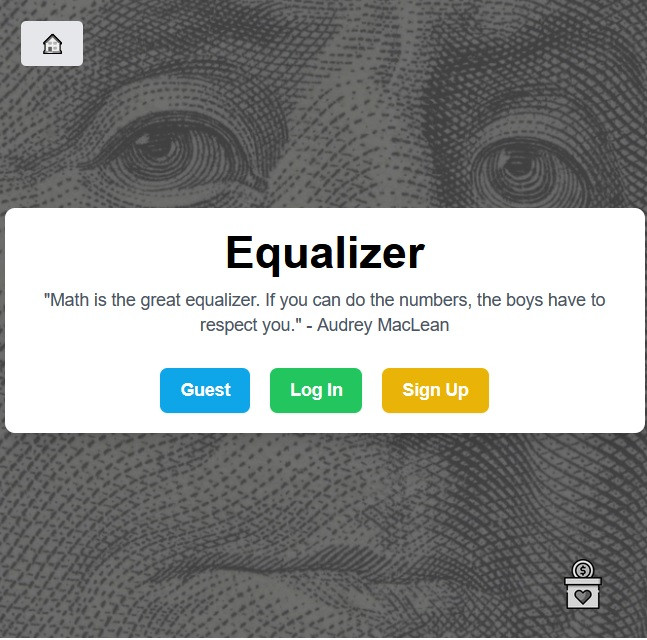 Equalizer
"Math is the great equalizer. If you can do the numbers, the boys have to
respect you." - Audrey MacLean
Guest Log In Sign Up
$